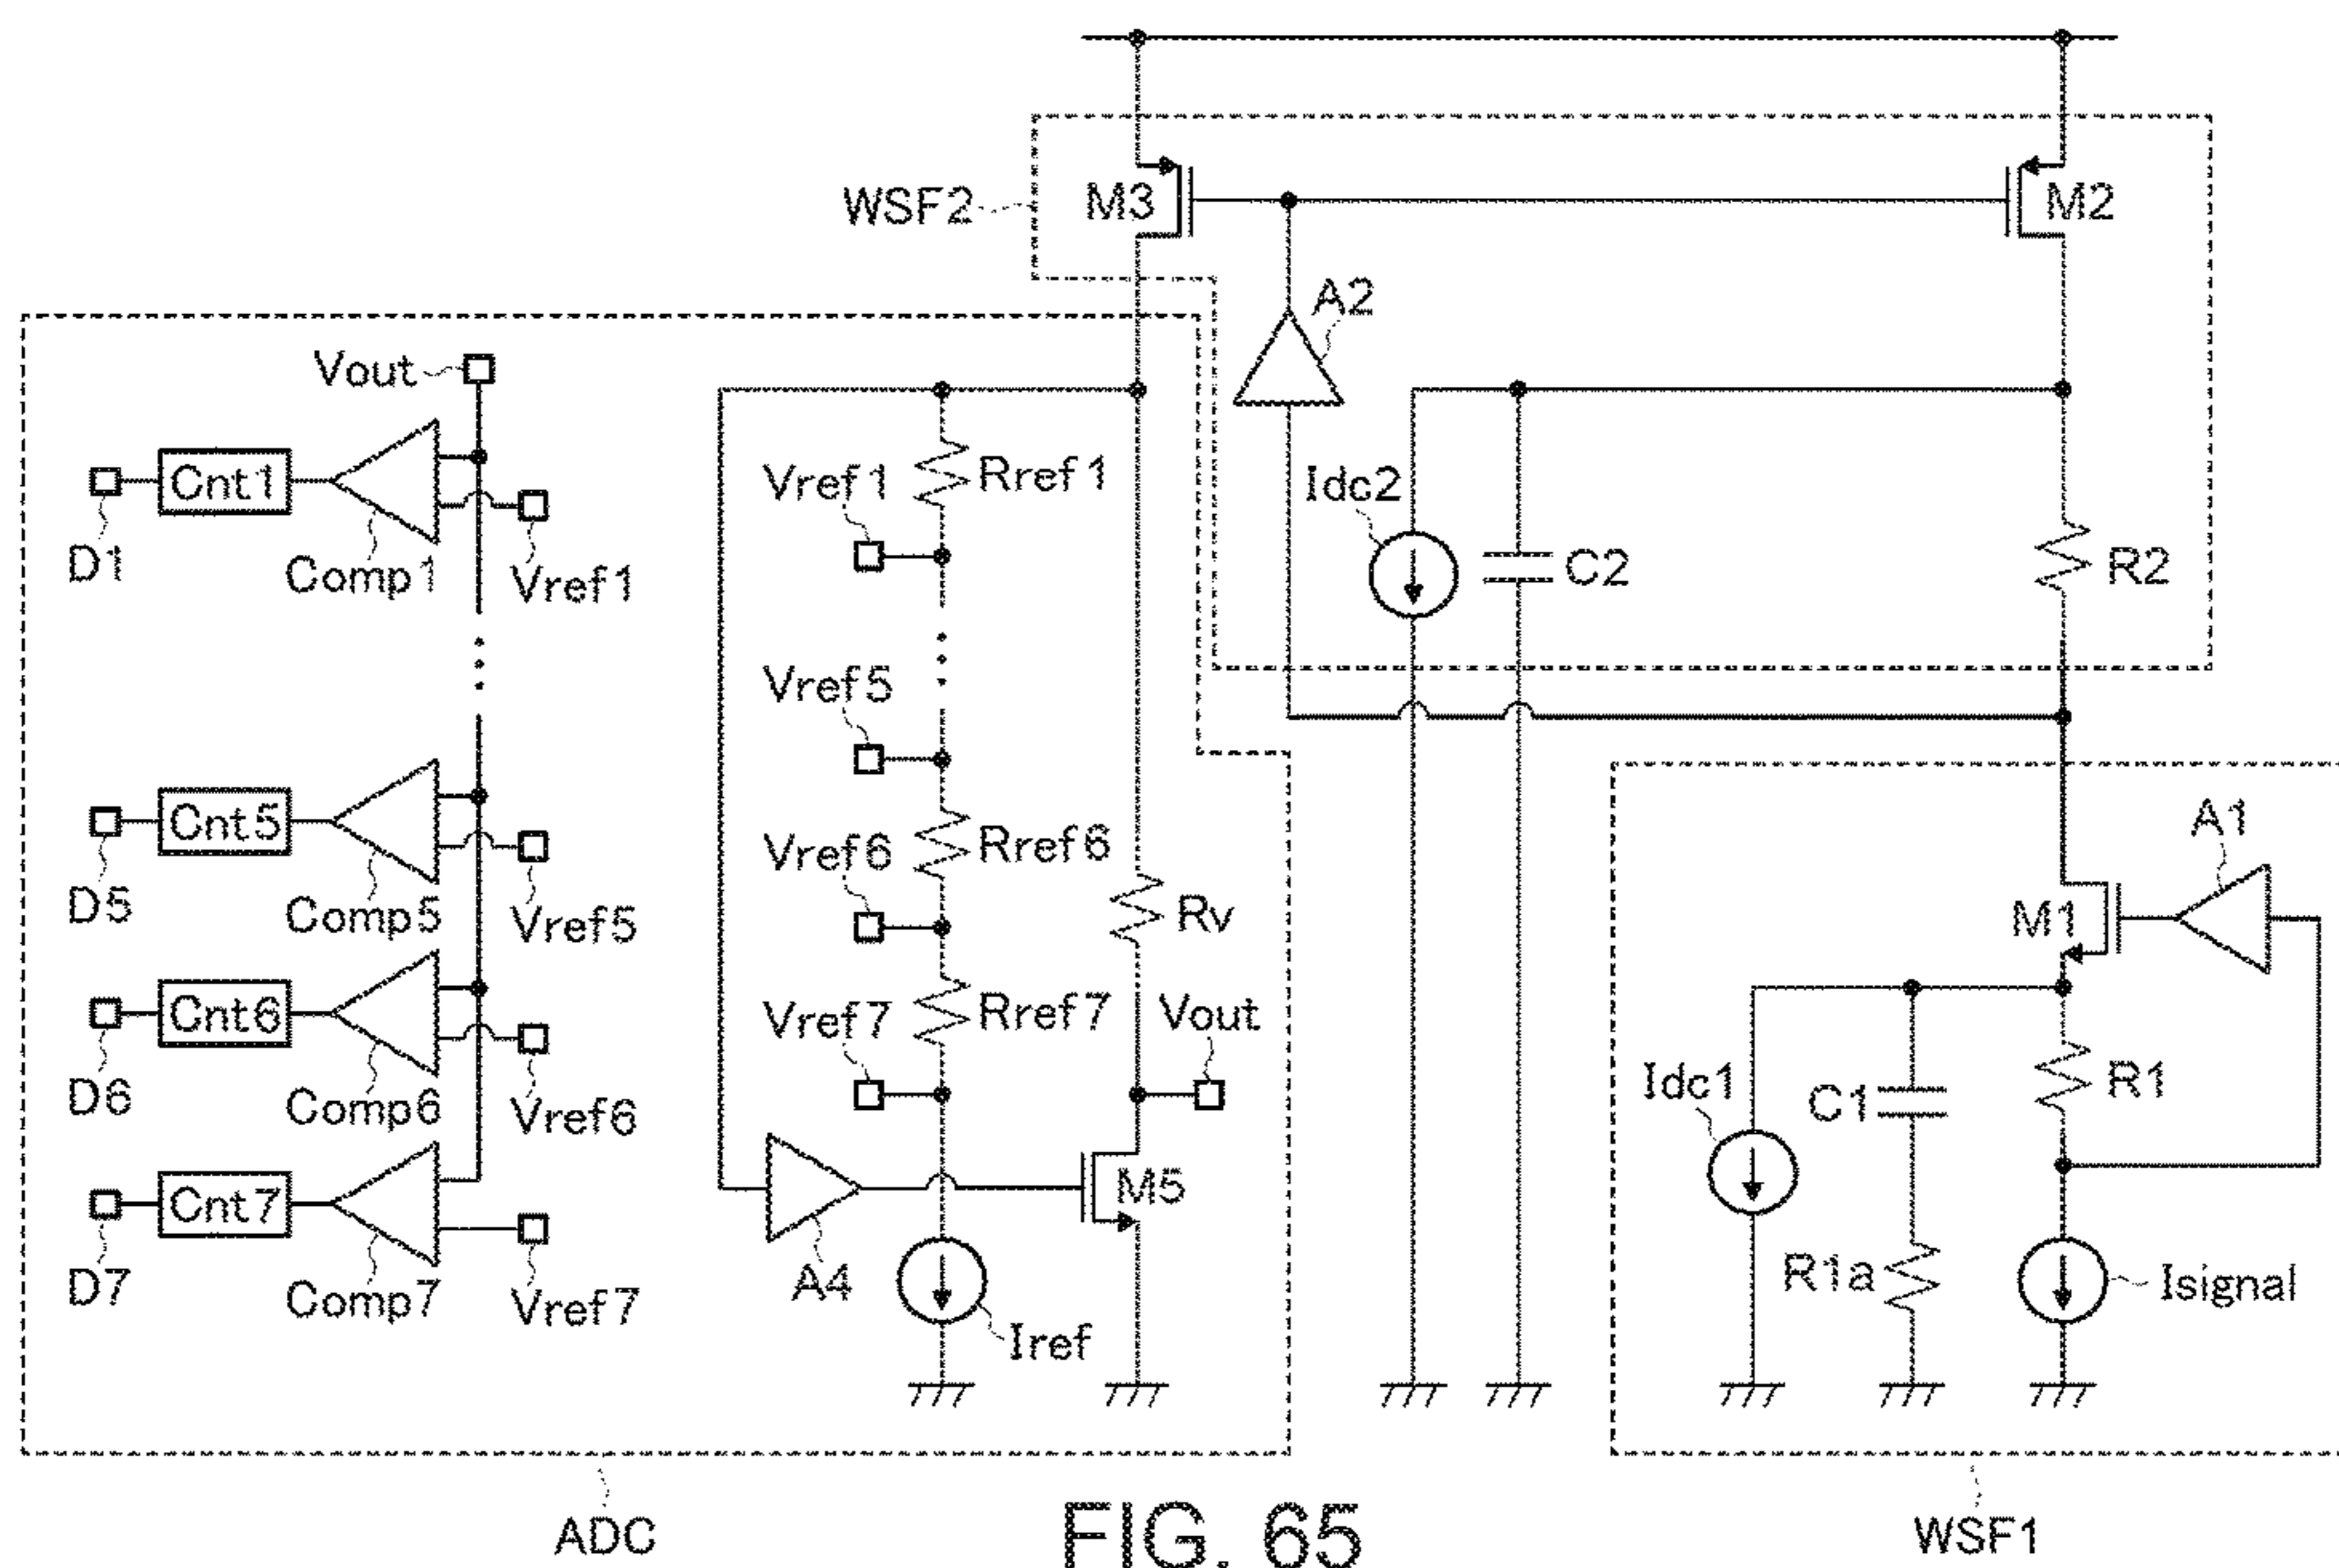 WSF2
M3
M2
A2
Vout
Cnt1
D1
Comp1
Vref1
Vref1
Rref1
Idc2
C2
R2
Vref5
Cnt5
D5
Comp5
Vref5
Vref6
Rref6
Rv
A1
M1
Cnt6
D6
Comp6
Vref6
Vref7
Rref7
Vout
Idc1
C1
R1
Cnt7
D7
Comp7
Vref7
A4
M5
Iref
R1a
Isignal
ADC
FIG. 65
WSF1